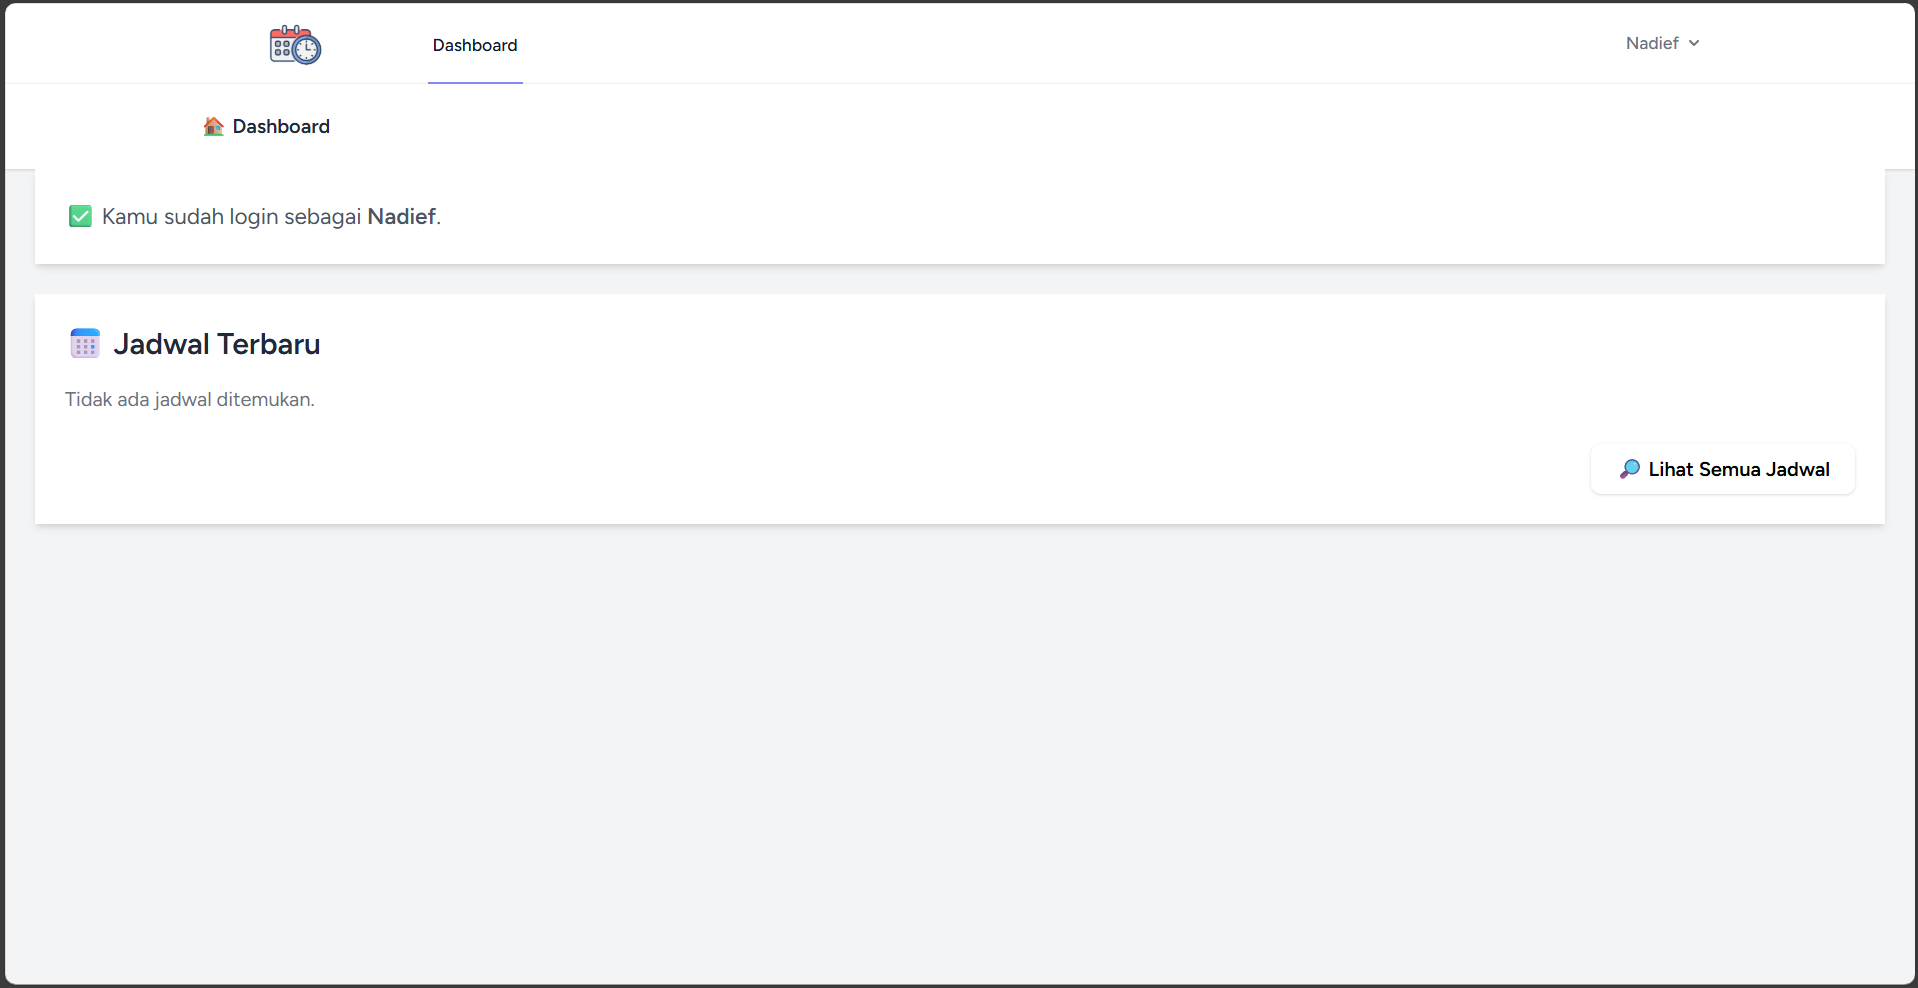 Dashboard
Nadief
Dashboard
Kamu sudah login sebagai Nadief.
Jadwal Terbaru
Tidak ada jadwal ditemukan.
Lihat Semua Jadwal